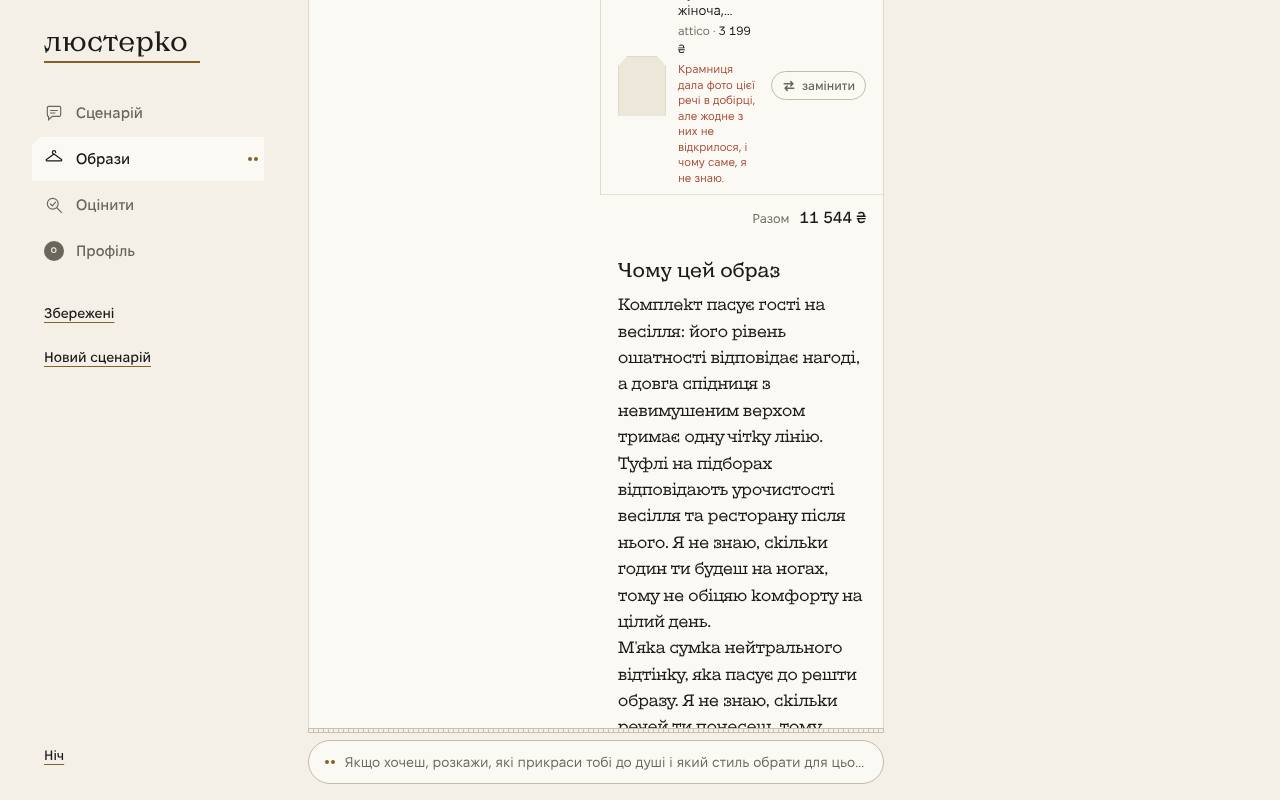 люстерко
Сценарій
Образи
Оцінити
о
Профіль
Збережені
Новий сценарій
Ніч
жіноча,...
attico · 3 199
₴
Крамниця
дала фото цієї
речі в добірці,
але жодне з
них не
відкрилося, і
чому саме, я
не знаю.
замінити
Разом 11 544 ₴
Чому цей образ
Комплект пасує гості на
весілля: його рівень
ошатності відповідає нагоді,
а довга спідниця з
невимушеним верхом
тримає одну чітку лінію.
Туфлі на підборах
відповідають урочистості
весілля та ресторану після
нього. Я не знаю, скільки
годин ти будеш на ногах,
тому не обіцяю комфорту на
цілий день.
М'яка сумка нейтрального
відтінку, яка пасує до решти
образу. Я не знаю, скільки
речей ти понесеш, тому
Якщо хочеш, розкажи, які прикраси тобі до душі і який стиль обрати для цьо...